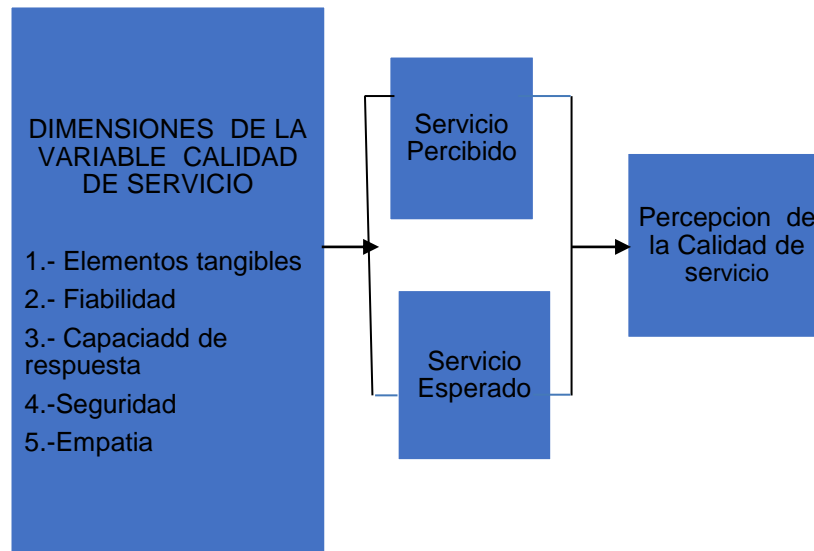 DIMENSIONES DE LA
VARIABLE CALIDAD
DE SERVICIO
1.- Elementos tangibles
2.- Fiabilidad
3.- Capaciadd de
respuesta
4.-Seguridad
5.-Empatia
Servicio
Percibido
Servicio
Esperado
Percepcion de
la Calidad de
servicio